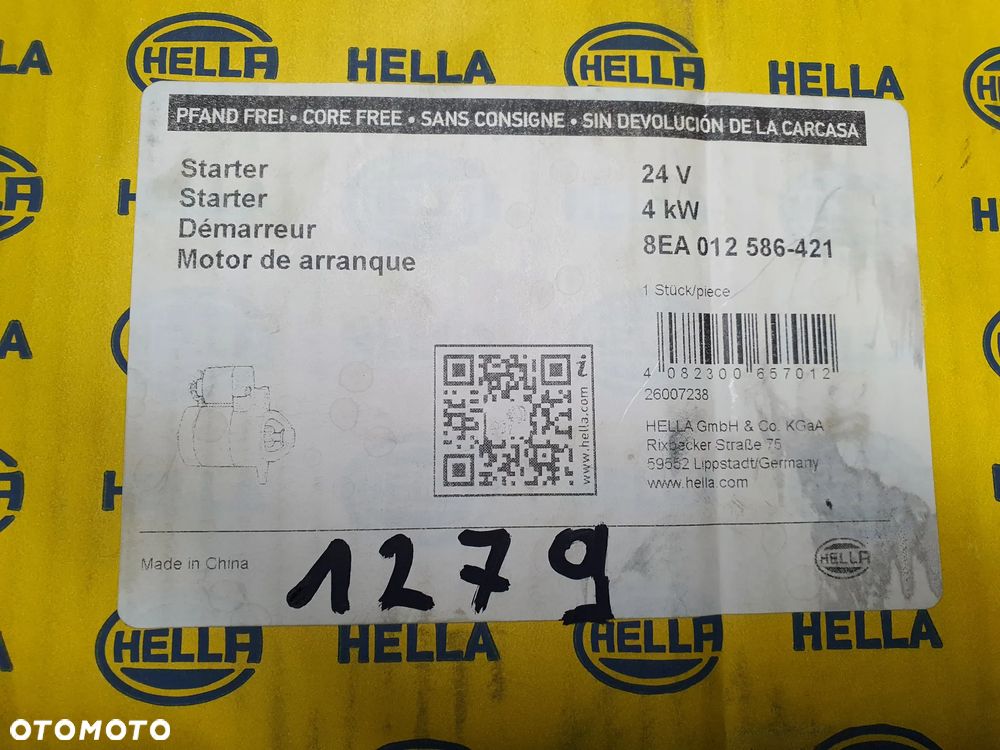 HELLA HELLA HELLA HELLA
PFAND FREI • CORE FREE • SANS CONSIGNE • SIN DEVOLUCIÓN DE LA CARCASA
Starter
Starter
Démarreur
Motor de arranque
24 V
4 kW
8EA 012 586-421
1 Stück/piece
4 082300 657012
26007238
HELLA GmbH & Co. KGaA
Rixbecker Straße 75
59552 Lippstadt/Germany
www.hella.com
i
www.hella.com
Made in China
1279
HELLA
HELLA HELLA HELLA HELLA
OTOMOTO